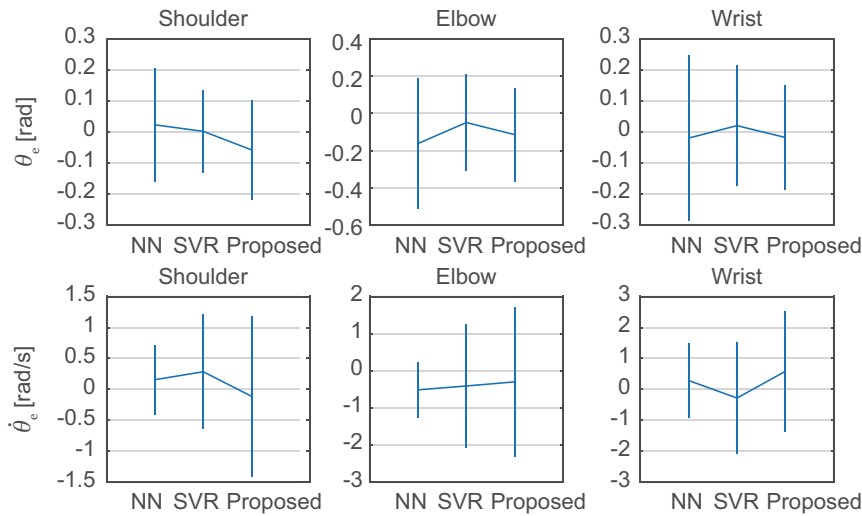 Shoulder Elbow Wrist
0.3 0.4 0.3
0.2 0.2 0.2
0.1 0 0.1
0 -0.2 0
-0.1 -0.4 -0.1
-0.2 -0.6 -0.2
-0.3 -0.3
θe [rad]
NN SVR Proposed NN SVR Proposed NN SVR Proposed
Shoulder Elbow Wrist
1.5 2 3
1 1 2
0.5 0 1
0 -1 0
-0.5 -2 -1
-1 -3 -2
-1.5 -3
θ̇e [rad/s]
NN SVR Proposed NN SVR Proposed NN SVR Proposed